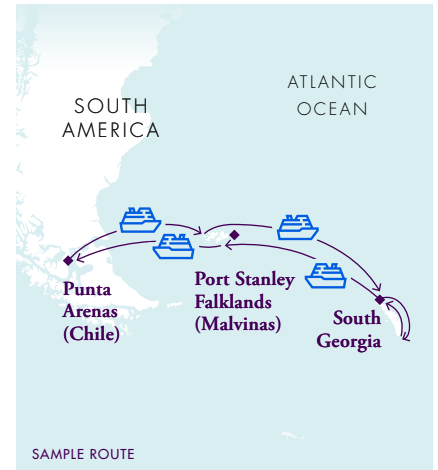 SOUTH
AMERICA
ATLANTIC
OCEAN
Punta
Arenas
(Chile)
Port Stanley
Falklands
(Malvinas)
South
Georgia
SAMPLE ROUTE